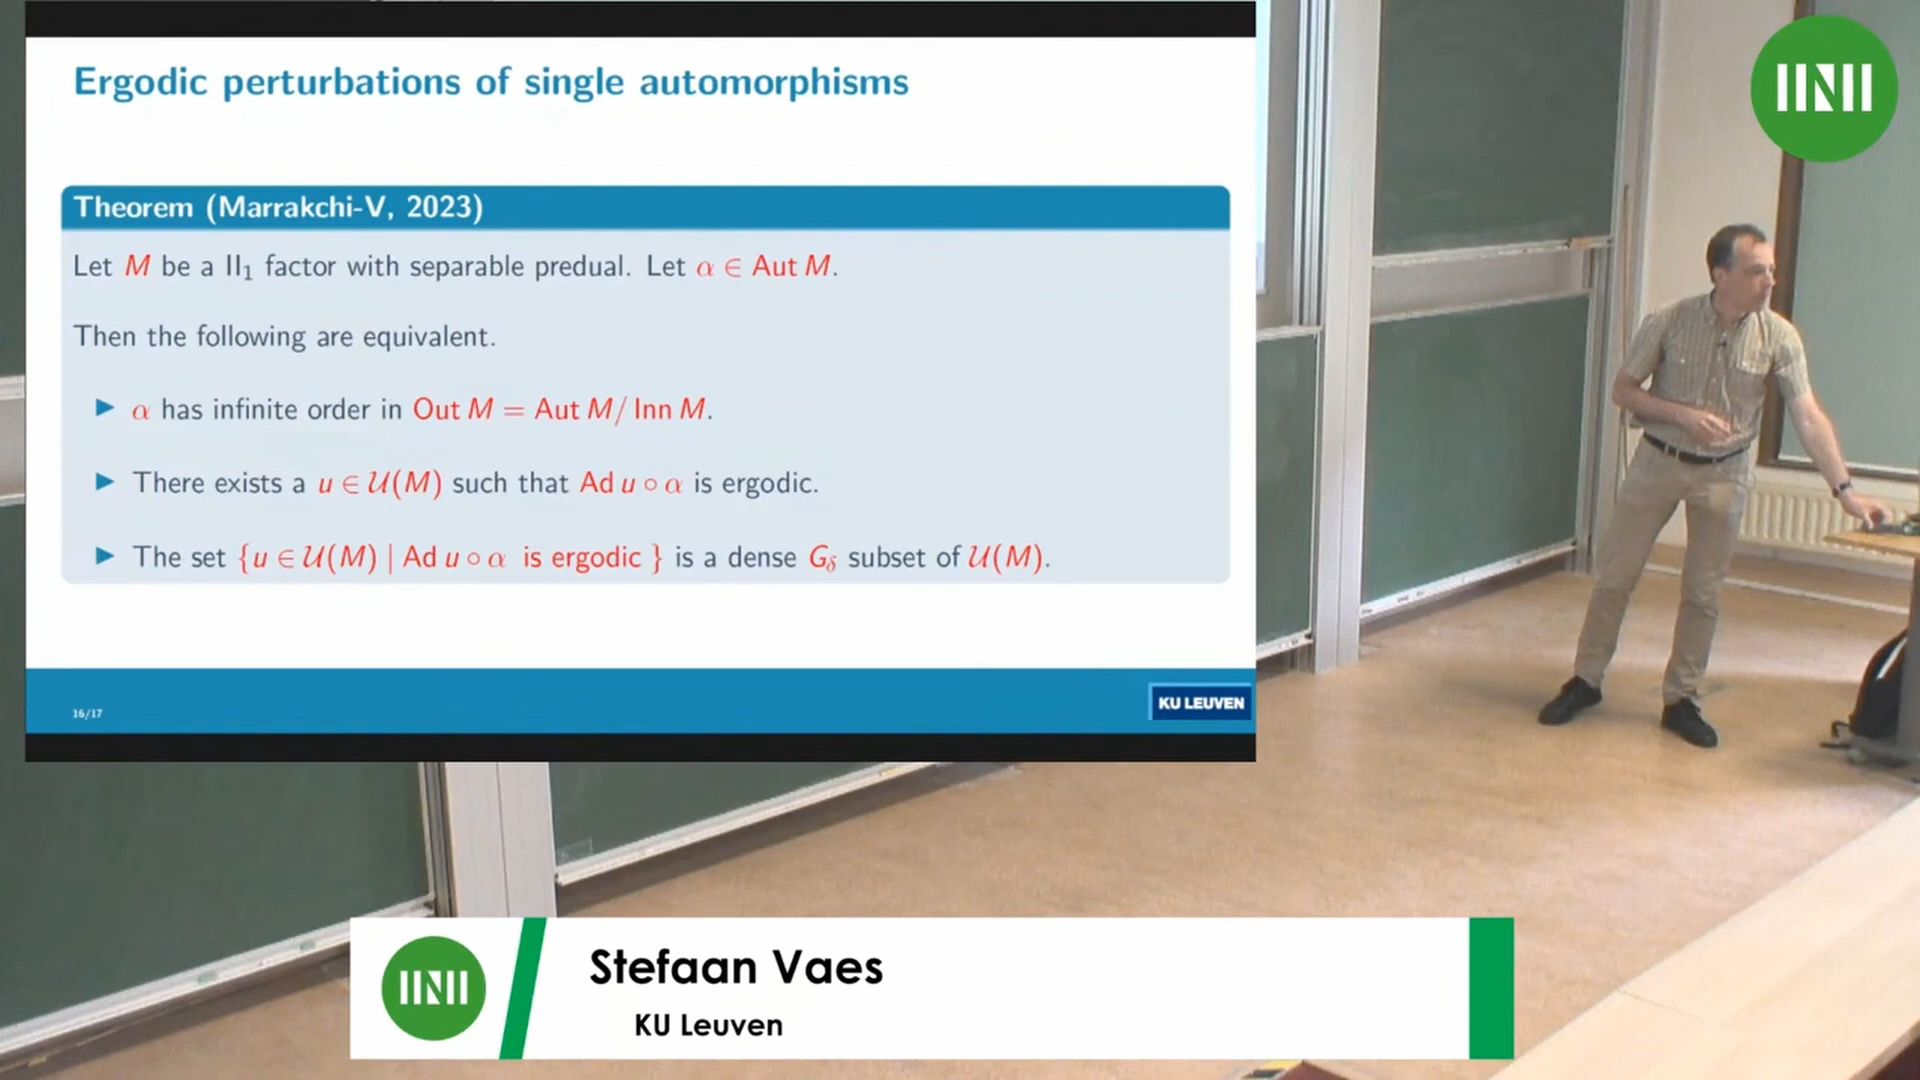 Ergodic perturbations of single automorphisms
Theorem (Marrakchi-V, 2023)
Let M be a II₁ factor with separable predual. Let α ∈ Aut M.
Then the following are equivalent.
▶ α has infinite order in Out M = Aut M/ Inn M.
▶ There exists a u ∈ 𝒰(M) such that Ad u ∘ α is ergodic.
▶ The set {u ∈ 𝒰(M) | Ad u ∘ α is ergodic } is a dense G_δ subset of 𝒰(M).
16/17
KU LEUVEN
Stefaan Vaes
KU Leuven